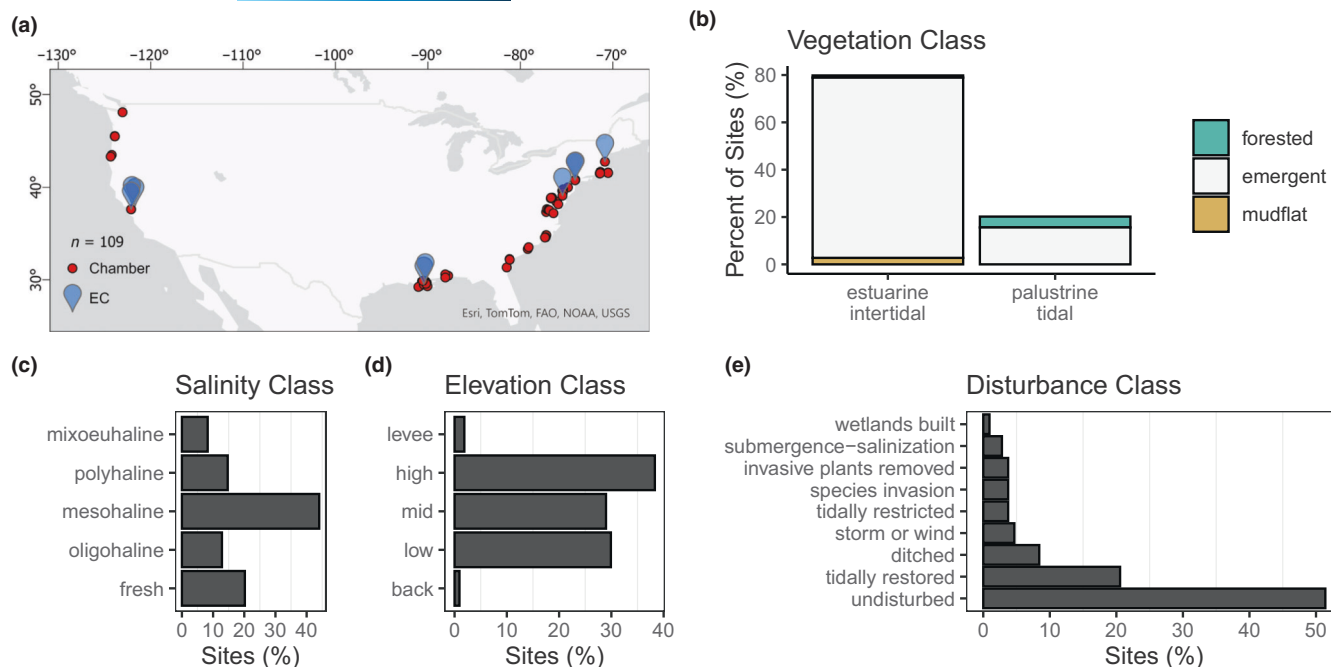 (a)
−130° −120° −90° −80° −70°
50°
40°
30°
n = 109
Chamber
EC
Esri, TomTom, FAO, NOAA, USGS
(b)
Vegetation Class
Percent of Sites (%)
80
60
40
20
0
estuarine
intertidal
palustrine
tidal
forested
emergent
mudflat
(c)
Salinity Class
mixoeuhaline
polyhaline
mesohaline
oligohaline
fresh
0 10 20 30 40
Sites (%)
(d)
Elevation Class
levee
high
mid
low
back
0 10 20 30 40
Sites (%)
(e)
Disturbance Class
wetlands built
submergence−salinization
invasive plants removed
species invasion
tidally restricted
storm or wind
ditched
tidally restored
undisturbed
0 10 20 30 40 50
Sites (%)